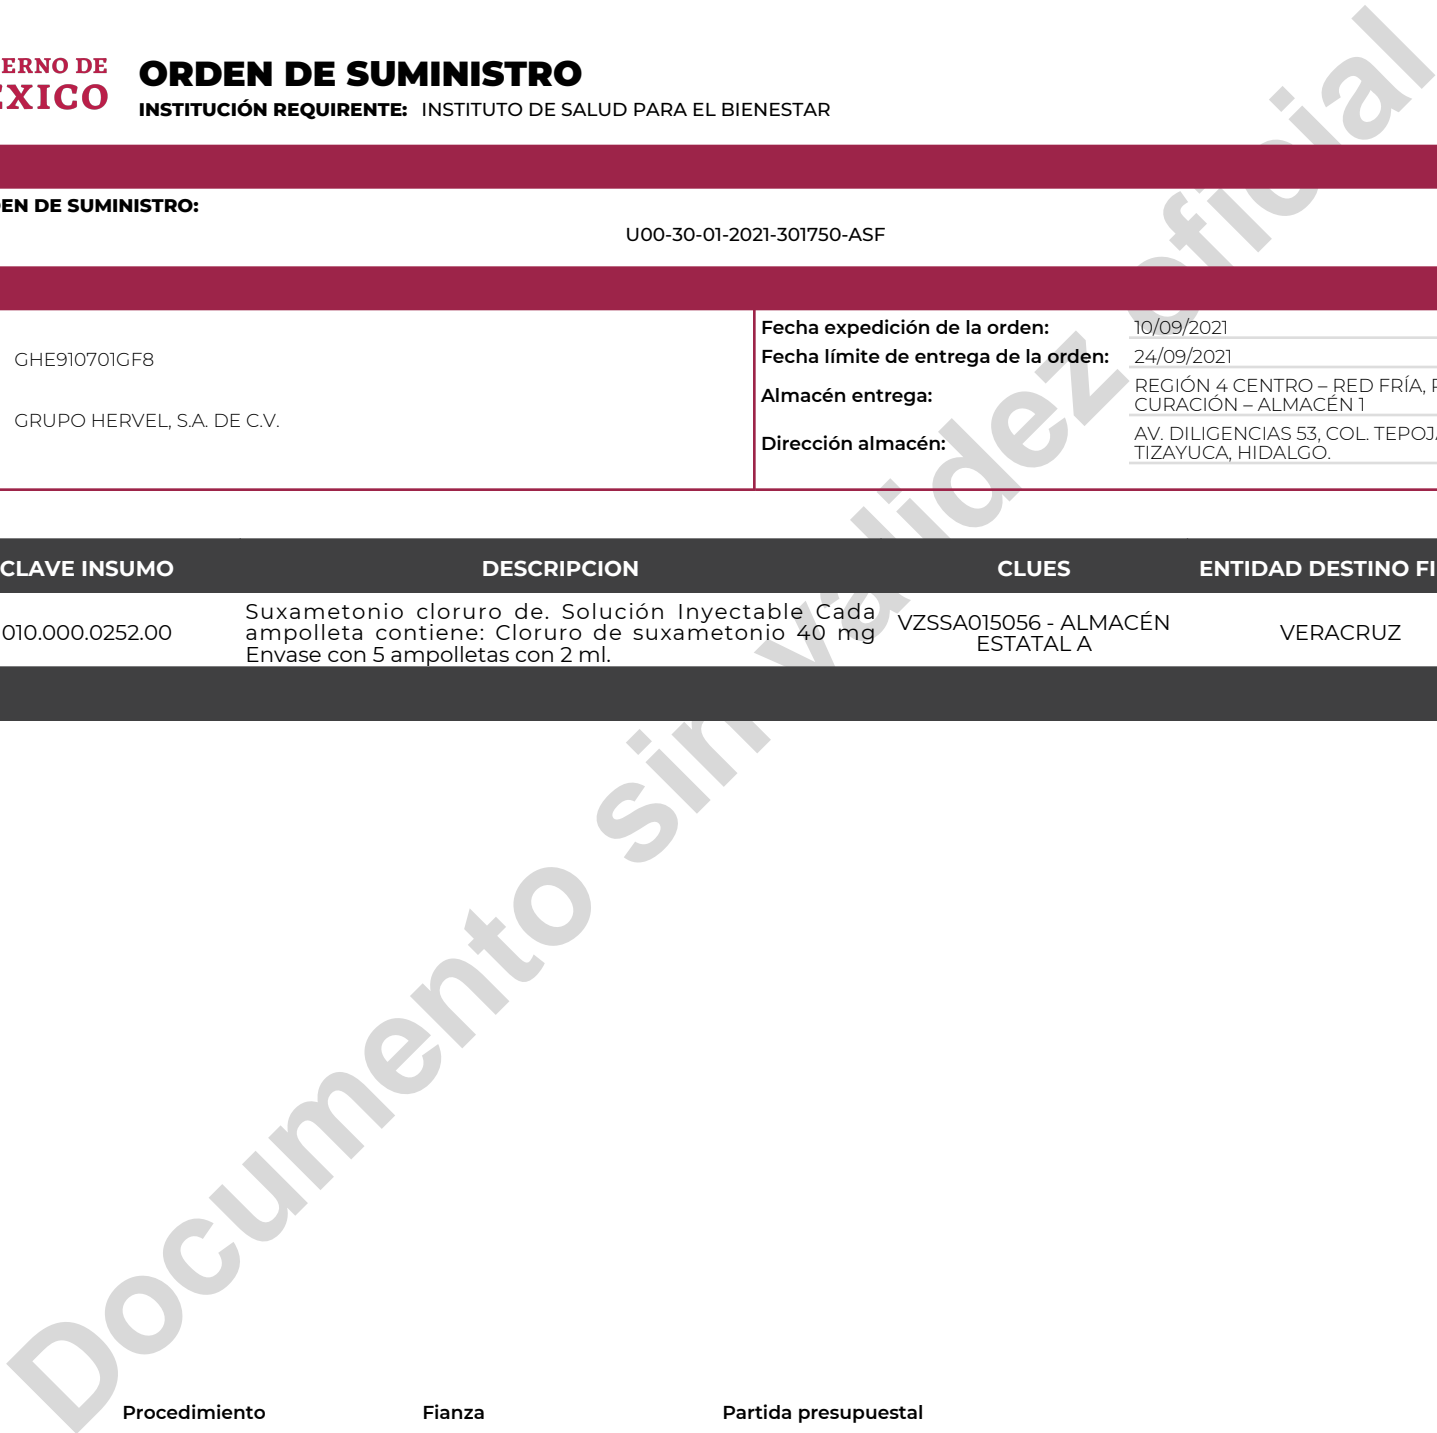 ERNO DE
ÉXICO
ORDEN DE SUMINISTRO
INSTITUCIÓN REQUIRENTE: INSTITUTO DE SALUD PARA EL BIENESTAR
EN DE SUMINISTRO:
U00-30-01-2021-301750-ASF
GHE910701GF8
GRUPO HERVEL, S.A. DE C.V.
Fecha expedición de la orden: 10/09/2021
Fecha límite de entrega de la orden: 24/09/2021
Almacén entrega: REGIÓN 4 CENTRO – RED FRÍA,
CURACIÓN – ALMACÉN 1
Dirección almacén: AV. DILIGENCIAS 53, COL. TEPOJ
TIZAYUCA, HIDALGO.
CLAVE INSUMO DESCRIPCION CLUES ENTIDAD DESTINO FI
010.000.0252.00 Suxametonio cloruro de. Solución Inyectable Cada
ampolleta contiene: Cloruro de suxametonio 40 mg
Envase con 5 ampolletas con 2 ml.
VZSSA015056 - ALMACÉN
ESTATAL A
VERACRUZ
Documento sin validez oficial
Procedimiento Fianza Partida presupuestal